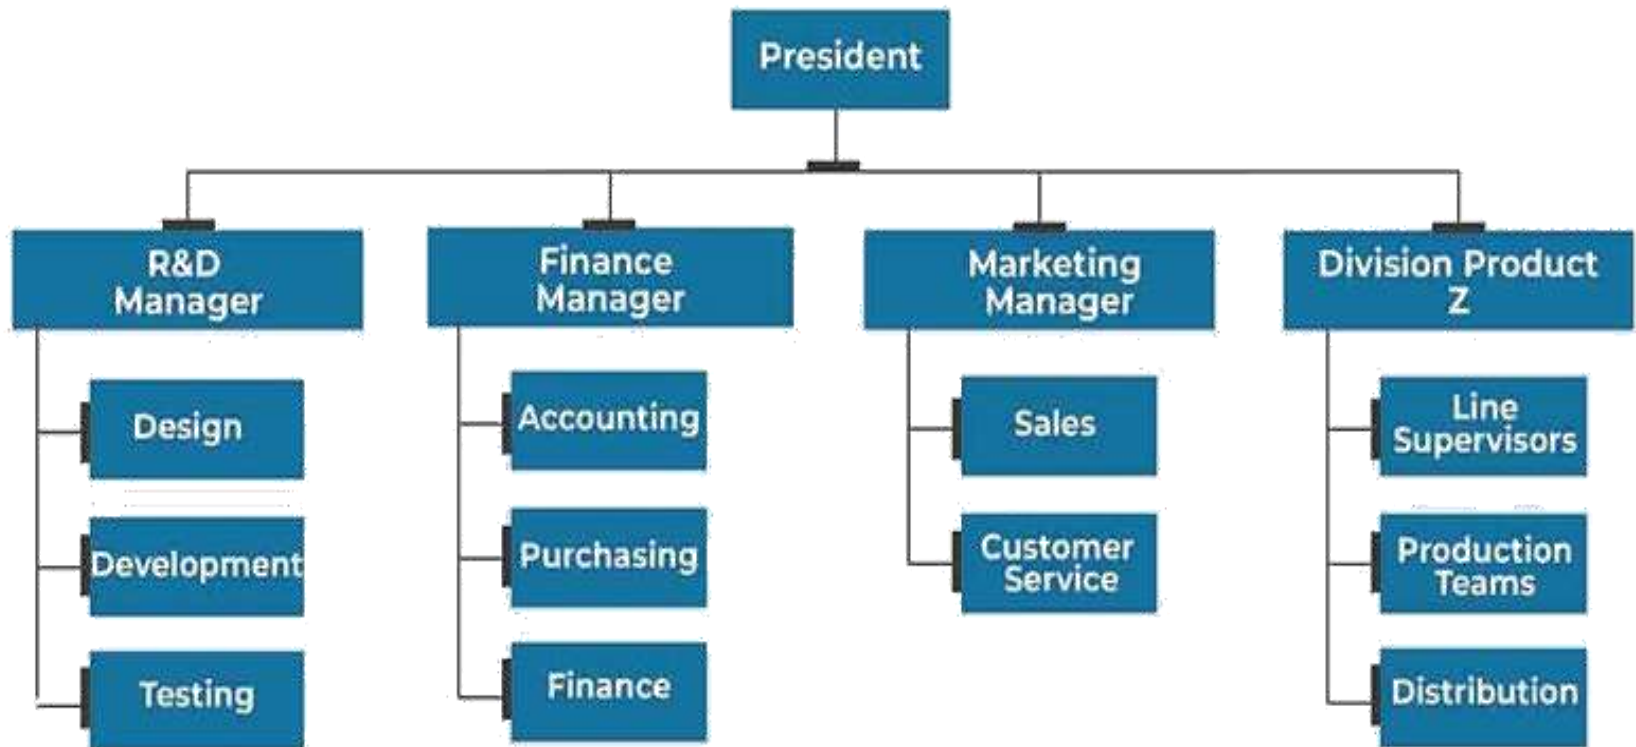 President
R&D
Manager
Finance
Manager
Marketing
Manager
Division Product
Z
Design
Development
Testing
Accounting
Purchasing
Finance
Sales
Customer
Service
Line
Supervisors
Production
Teams
Distribution